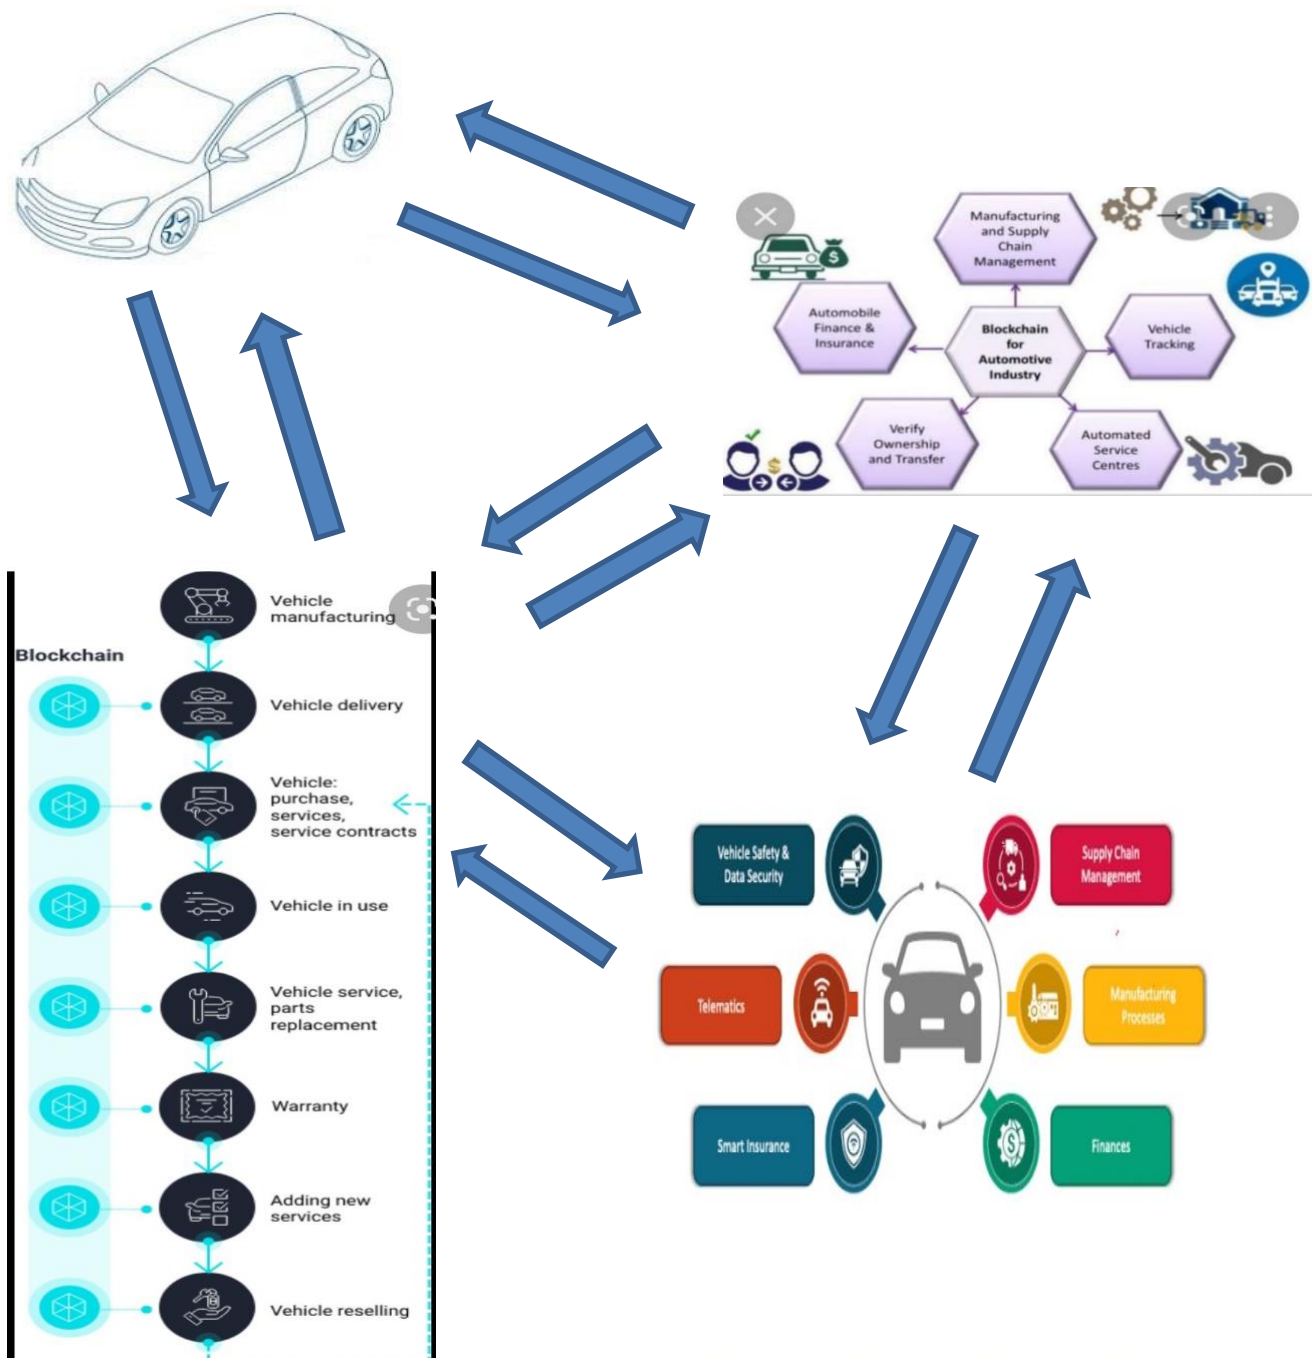 Manufacturing
and Supply
Chain
Management
Automobile
Finance &
Insurance
Blockchain
for
Automotive
Industry
Vehicle
Tracking
Verify
Ownership
and Transfer
Automated
Service
Centres
$
$
Blockchain
Vehicle
manufacturing
Vehicle delivery
Vehicle:
purchase,
services,
service contracts
Vehicle in use
Vehicle service,
parts
replacement
Warranty
Adding new
services
Vehicle reselling
Vehicle Safety &
Data Security
Supply Chain
Management
Telematics
Manufacturing
Processes
Smart Insurance
$
Finances